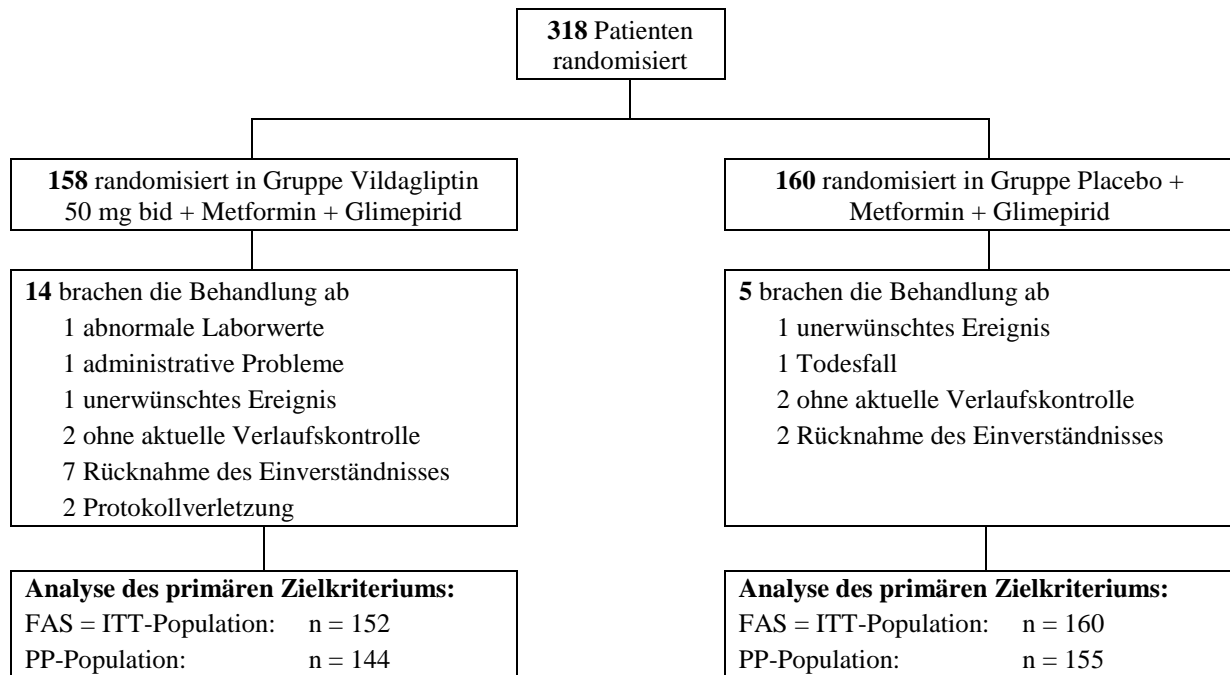 318 Patienten
randomisiert
158 randomisiert in Gruppe Vildagliptin
50 mg bid + Metformin + Glimepirid
160 randomisiert in Gruppe Placebo +
Metformin + Glimepirid
14 brachen die Behandlung ab
1 abnormale Laborwerte
1 administrative Probleme
1 unerwünschtes Ereignis
2 ohne aktuelle Verlaufskontrolle
7 Rücknahme des Einverständnisses
2 Protokollverletzung
5 brachen die Behandlung ab
1 unerwünschtes Ereignis
1 Todesfall
2 ohne aktuelle Verlaufskontrolle
2 Rücknahme des Einverständnisses
Analyse des primären Zielkriteriums:
FAS = ITT-Population: n = 152
PP-Population: n = 144
Analyse des primären Zielkriteriums:
FAS = ITT-Population: n = 160
PP-Population: n = 155